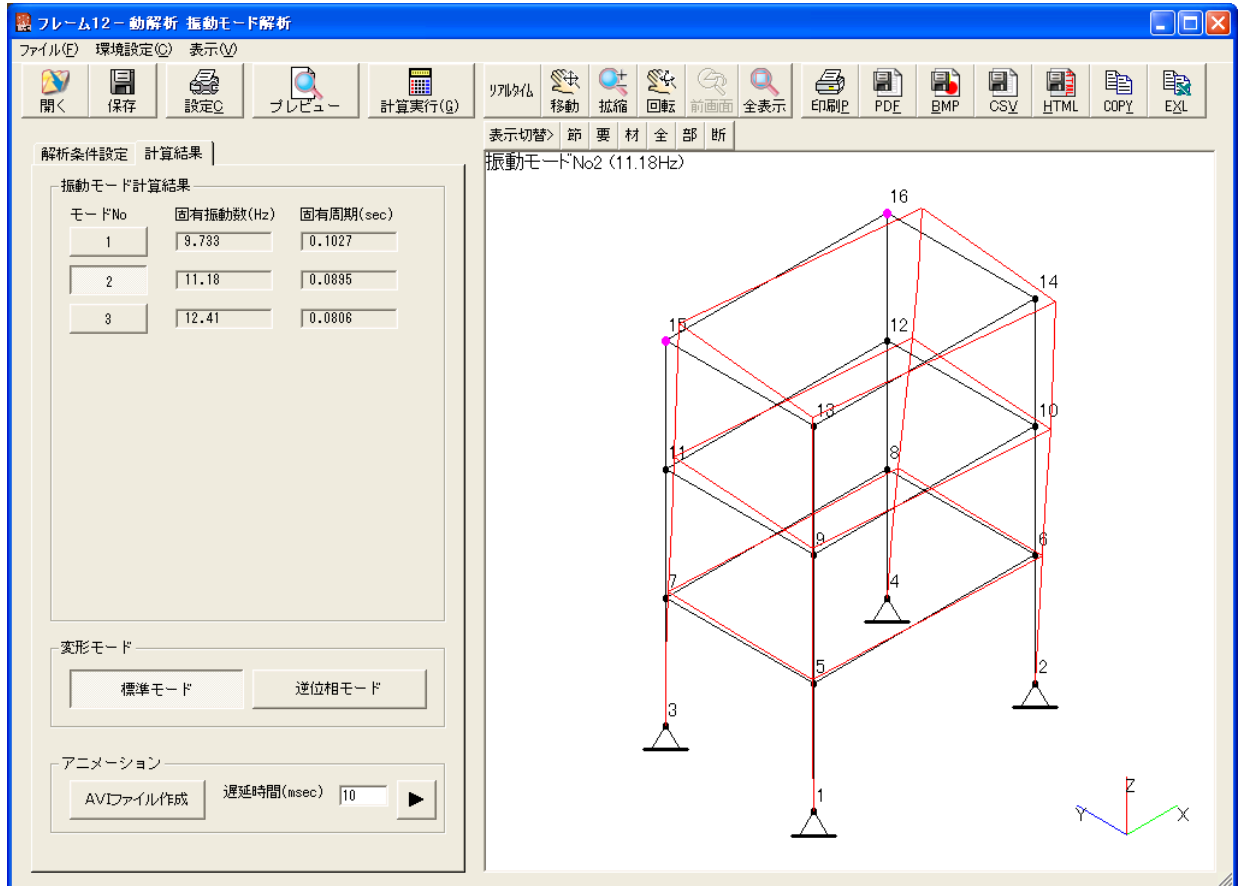 フレーム12－動解析 振動モード解析
ファイル(F) 環境設定(C) 表示(V)
開く 保存 設定C プレビュー 計算実行(G) リアルタイム 移動 拡縮 回転 前画面 全表示 印刷P PDF BMP CSV HTML COPY EXL
表示切替> 節 要 材 全 部 断
解析条件設定 計算結果
振動モード計算結果
モードNo 固有振動数(Hz) 固有周期(sec)
1 9.733 0.1027
2 11.18 0.0895
3 12.41 0.0806
変形モード
標準モード 逆位相モード
アニメーション
AVIファイル作成 遅延時間(msec) 10
振動モードNo2 (11.18Hz)
16
14
15
12
13
10
11
8
9
6
7
4
5
2
3
1
Z
Y X